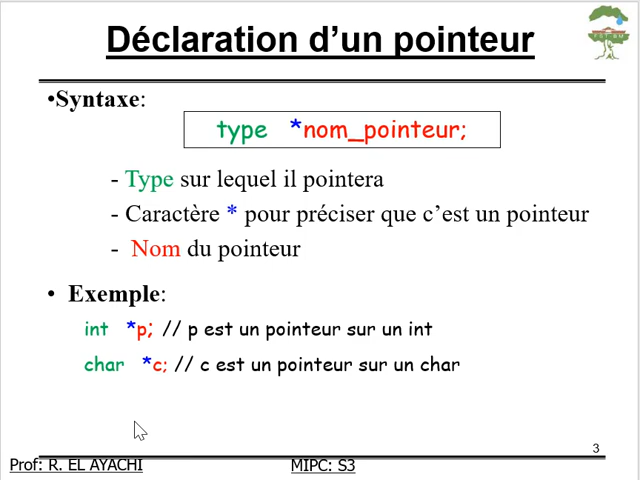 Déclaration d’un pointeur
•Syntaxe:
type *nom_pointeur;
- Type sur lequel il pointera
- Caractère * pour préciser que c’est un pointeur
- Nom du pointeur
• Exemple:
int *p; // p est un pointeur sur un int
char *c; // c est un pointeur sur un char
3
Prof: R. EL AYACHI MIPC: S3